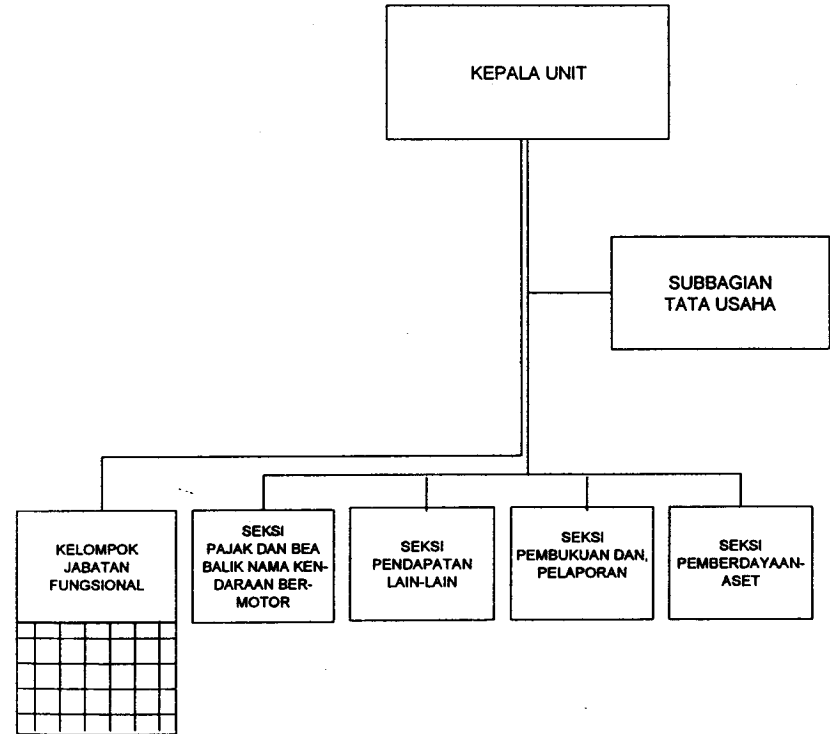 KEPALA UNIT
SUBBAGIAN
TATA USAHA
KELOMPOK
JABATAN
FUNGSIONAL
SEKSI
PAJAK DAN BEA
BALIK NAMA KEN-
DARAAN BER-
MOTOR
SEKSI
PENDAPATAN
LAIN-LAIN
SEKSI
PEMBUKUAN DAN,
PELAPORAN
SEKSI
PEMBERDAYAAN-
ASET